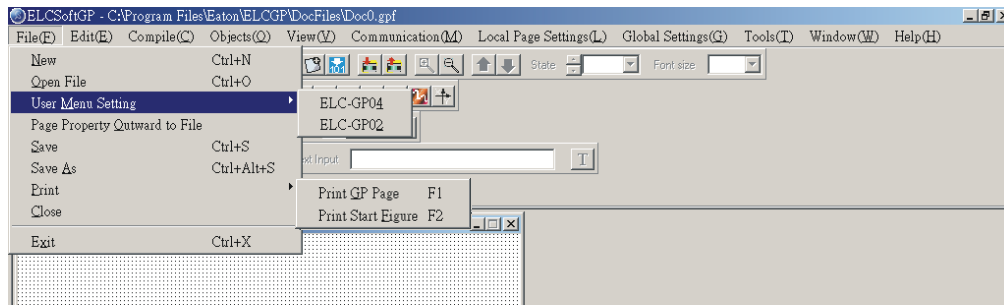 ELCSoftGP - C:\Program Files\Eaton\ELCGP\DocFiles\Doc0.gpf
File(F) Edit(E) Compile(C) Objects(O) View(V) Communication(M) Local Page Settings(L) Global Settings(G) Tools(T) Window(W) Help(H)
New Ctrl+N
State
Font size
Open File Ctrl+O
User Menu Setting
ELC-GP04
Page Property Outward to File
ELC-GP02
Save Ctrl+S
Save As Ctrl+Alt+S
Input
T
Print
Print GP Page F1
Close
Print Start Figure F2
Exit Ctrl+X